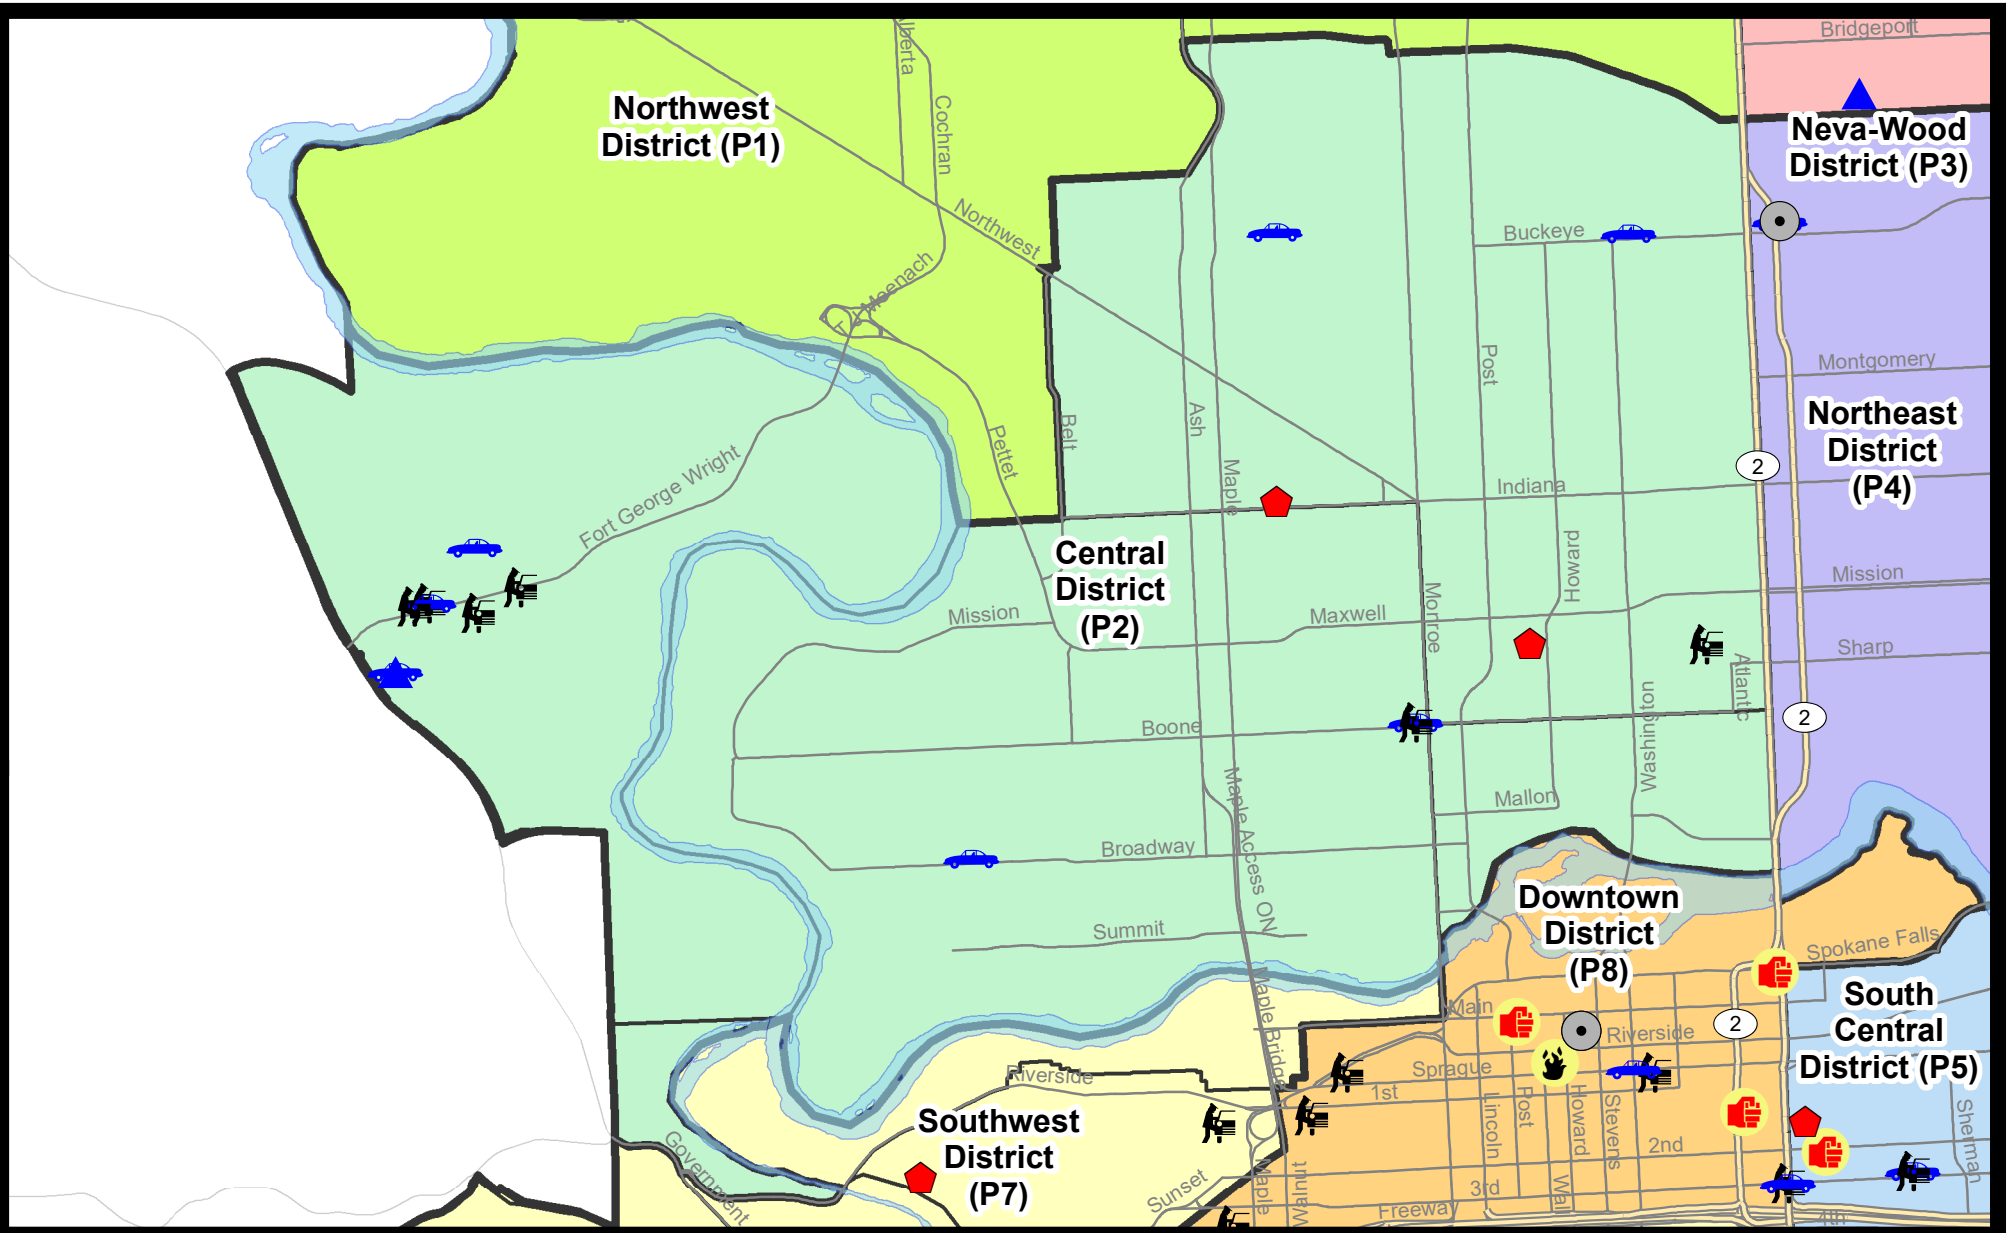 Bridgeport
lberta
Cochran
Northwest
District (P1)
Neva-Wood
District (P3)
Northwest
Buckeye
T J Meenach
Post
Montgomery
Ash
Belt
Pettet
Maple
Northeast
District
(P4)
2
Fort George Wright
Indiana
Howard
Central
District
(P2)
Mission
Mission
Maxwell
Monroe
Sharp
Atlantic
Washington
Boone
2
Maple Access ON
Mallon
Broadway
Downtown
District
(P8)
Summit
Spokane Falls
Maple Bridge
Main
South
Central
District (P5)
2
Riverside
Riverside
Sprague
1st
Lincoln
Post
Howard
Stevens
Sherman
Southwest
District
(P7)
Government
2nd
Sunset
Maple
Walnut
3rd
Wall
Freeway
4th